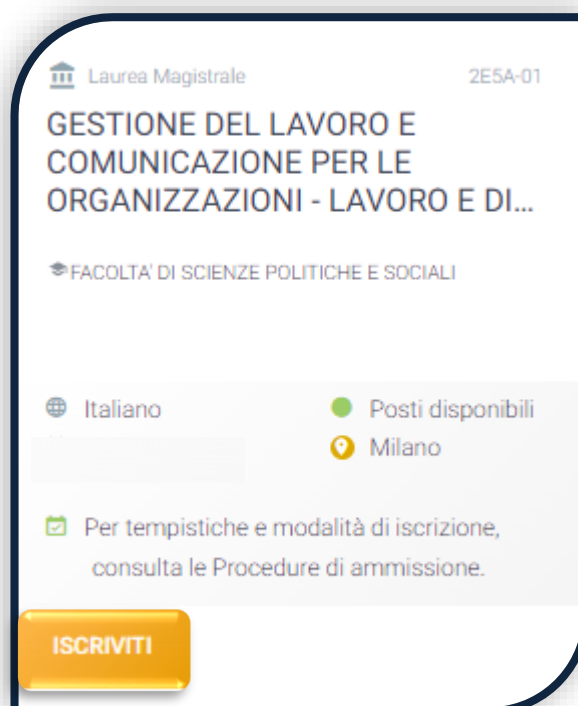 Laurea Magistrale 2E5A-01
GESTIONE DEL LAVORO E
COMUNICAZIONE PER LE
ORGANIZZAZIONI - LAVORO E DI...
FACOLTA' DI SCIENZE POLITICHE E SOCIALI
Italiano Posti disponibili
Milano
Per tempistiche e modalità di iscrizione,
consulta le Procedure di ammissione.
ISCRIVITI